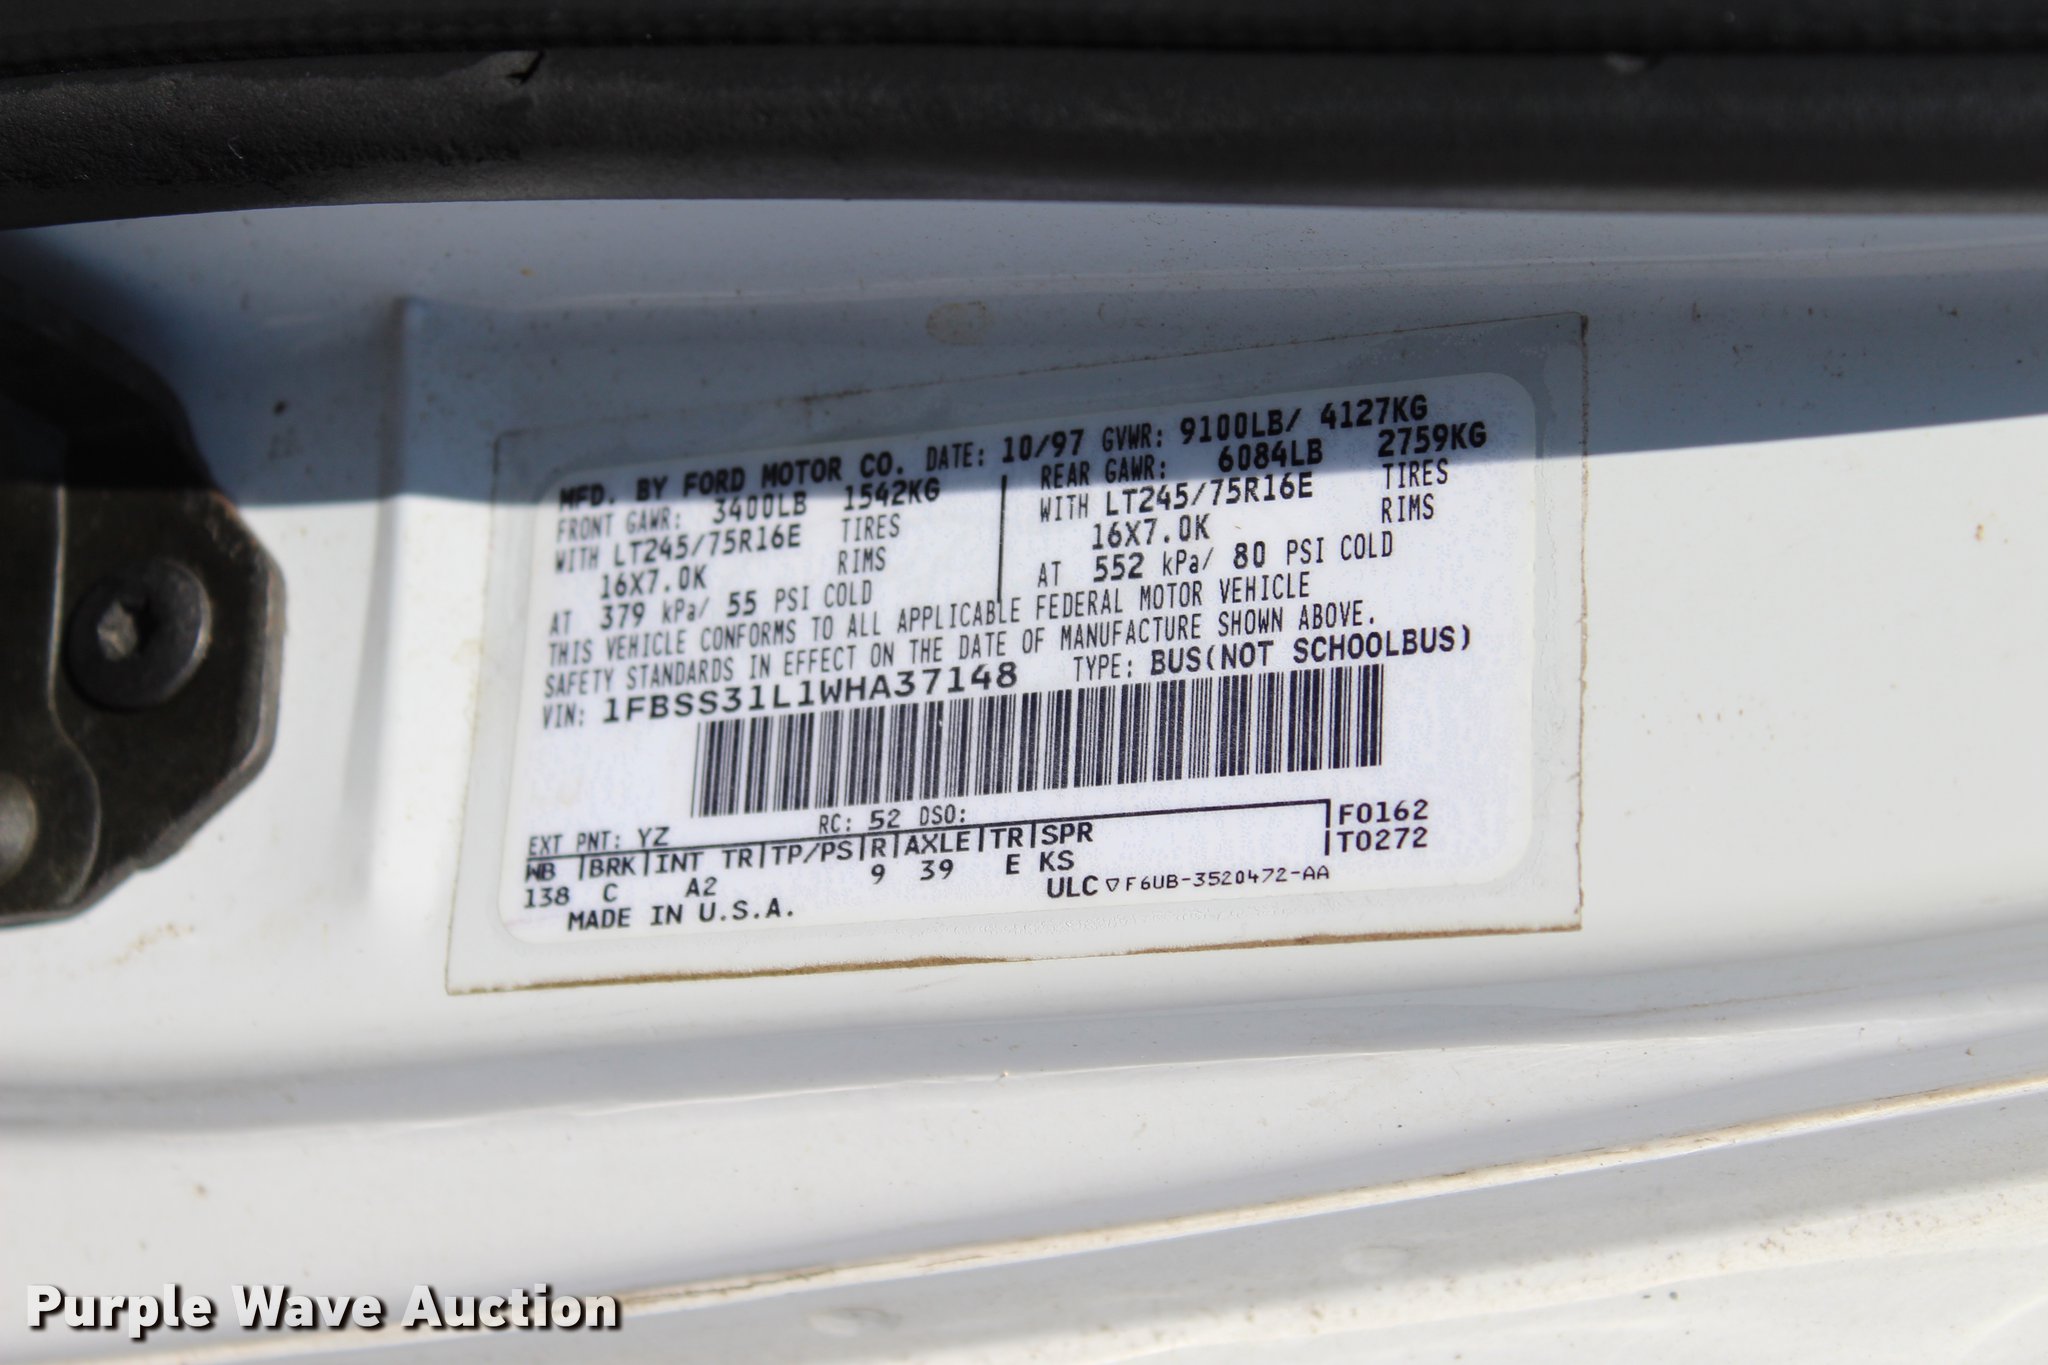 MFD. BY FORD MOTOR CO. DATE: 10/97 GVWR: 9100LB/ 4127KG
FRONT GAWR: 3400LB 1542KG
WITH LT245/75R16E TIRES
16X7.0K RIMS
AT 379 kPa/ 55 PSI COLD
REAR GAWR: 6084LB 2759KG
WITH LT245/75R16E TIRES
16X7.0K RIMS
AT 552 kPa/ 80 PSI COLD
THIS VEHICLE CONFORMS TO ALL APPLICABLE FEDERAL MOTOR VEHICLE
SAFETY STANDARDS IN EFFECT ON THE DATE OF MANUFACTURE SHOWN ABOVE.
VIN: 1FBSS31L1WHA37148 TYPE: BUS(NOT SCHOOLBUS)
EXT PNT: YZ RC: 52 DSO: F0162
WB |BRK|INT TR|TP/PS|R|AXLE|TR|SPR T0272
138 C A2 9 39 E KS
MADE IN U.S.A. ULC ▽F6UB-3520472-AA
Purple Wave Auction